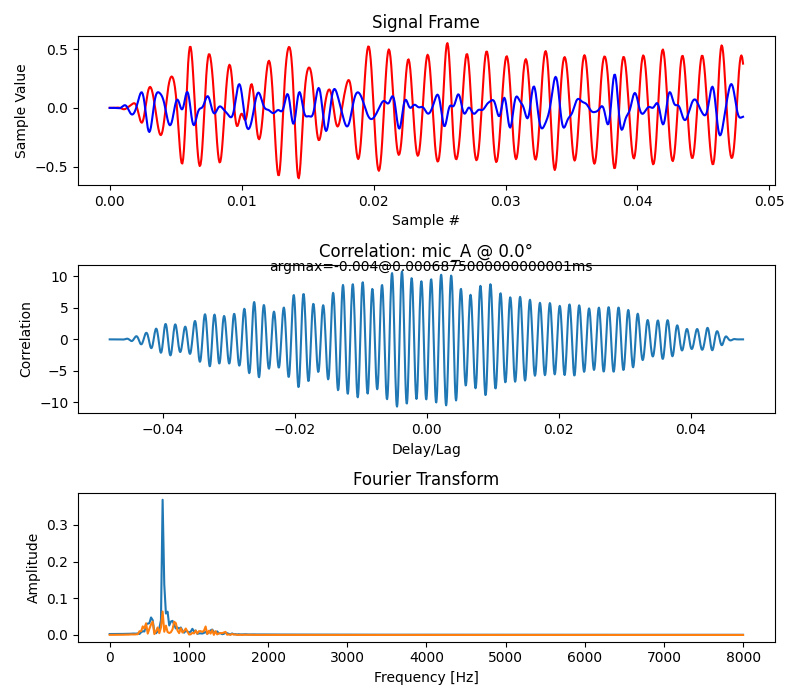 Signal Frame
Sample Value
0.5
0.0
−0.5
0.00 0.01 0.02 0.03 0.04 0.05
Sample #
Correlation: mic_A @ 0.0°
argmax=-0.004@0.0006875000000000001ms
Correlation
10
5
0
−5
−10
−0.04 −0.02 0.00 0.02 0.04
Delay/Lag
Fourier Transform
Amplitude
0.3
0.2
0.1
0.0
0 1000 2000 3000 4000 5000 6000 7000 8000
Frequency [Hz]